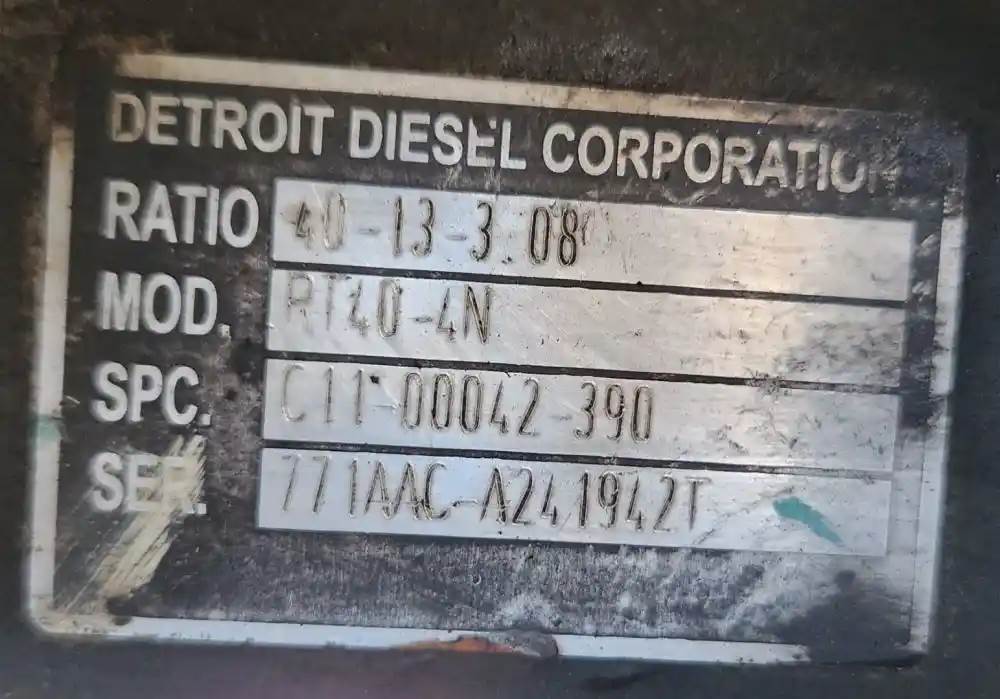 DETROIT DIESEL CORPORATION
RATIO 40-13-3.08
MOD. RT40-4N
SPC. C11-00042-390
SER. 771AAC-A241942T